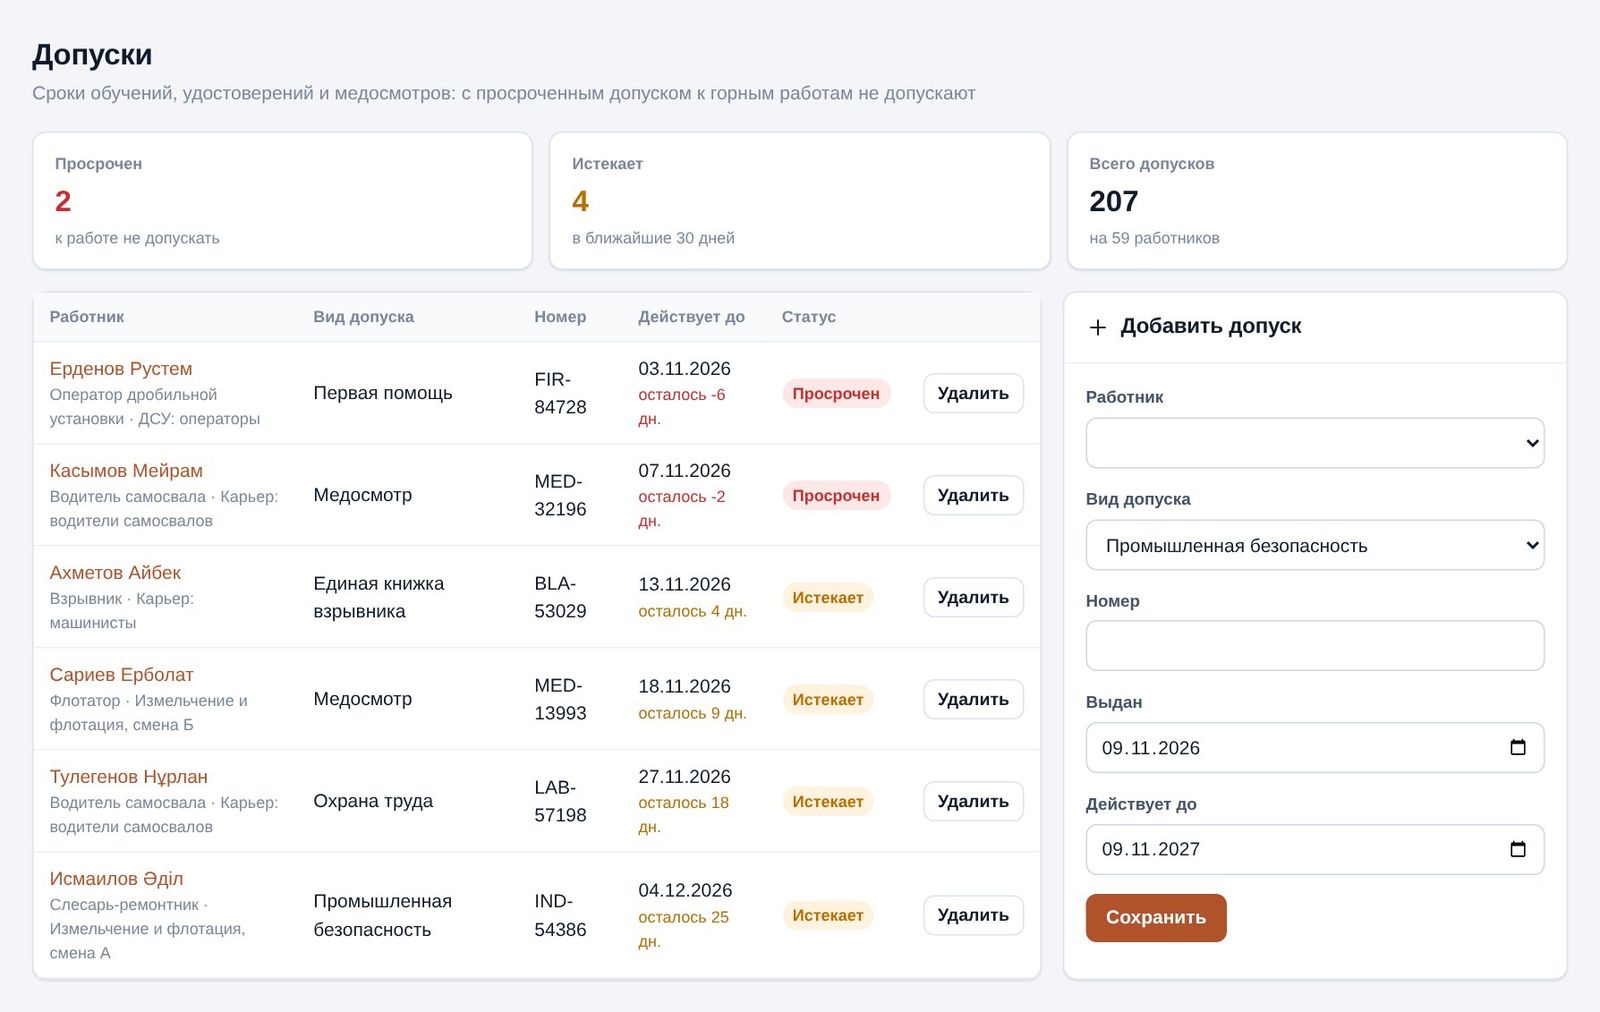 Допуски
Сроки обучений, удостоверений и медосмотров: с просроченным допуском к горным работам не допускают
Просрочен
2
к работе не допускать
Истекает
4
в ближайшие 30 дней
Всего допусков
207
на 59 работников
Работник Вид допуска Номер Действует до Статус
Ерденов Рустем
Оператор дробильной
установки · ДСУ: операторы
Первая помощь
FIR-
84728
03.11.2026
осталось -6
дн.
Просрочен
Удалить
Касымов Мейрам
Водитель самосвала · Карьер:
водители самосвалов
Медосмотр
MED-
32196
07.11.2026
осталось -2
дн.
Просрочен
Удалить
Ахметов Айбек
Взрывник · Карьер:
машинисты
Единая книжка
взрывника
BLA-
53029
13.11.2026
осталось 4 дн.
Истекает
Удалить
Сариев Ерболат
Флотатор · Измельчение и
флотация, смена Б
Медосмотр
MED-
13993
18.11.2026
осталось 9 дн.
Истекает
Удалить
Тулегенов Нұрлан
Водитель самосвала · Карьер:
водители самосвалов
Охрана труда
LAB-
57198
27.11.2026
осталось 18
дн.
Истекает
Удалить
Исмаилов Әділ
Слесарь-ремонтник ·
Измельчение и флотация,
смена А
Промышленная
безопасность
IND-
54386
04.12.2026
осталось 25
дн.
Истекает
Удалить
+ Добавить допуск
Работник
Вид допуска
Промышленная безопасность
Номер
Выдан
09.11.2026
Действует до
09.11.2027
Сохранить